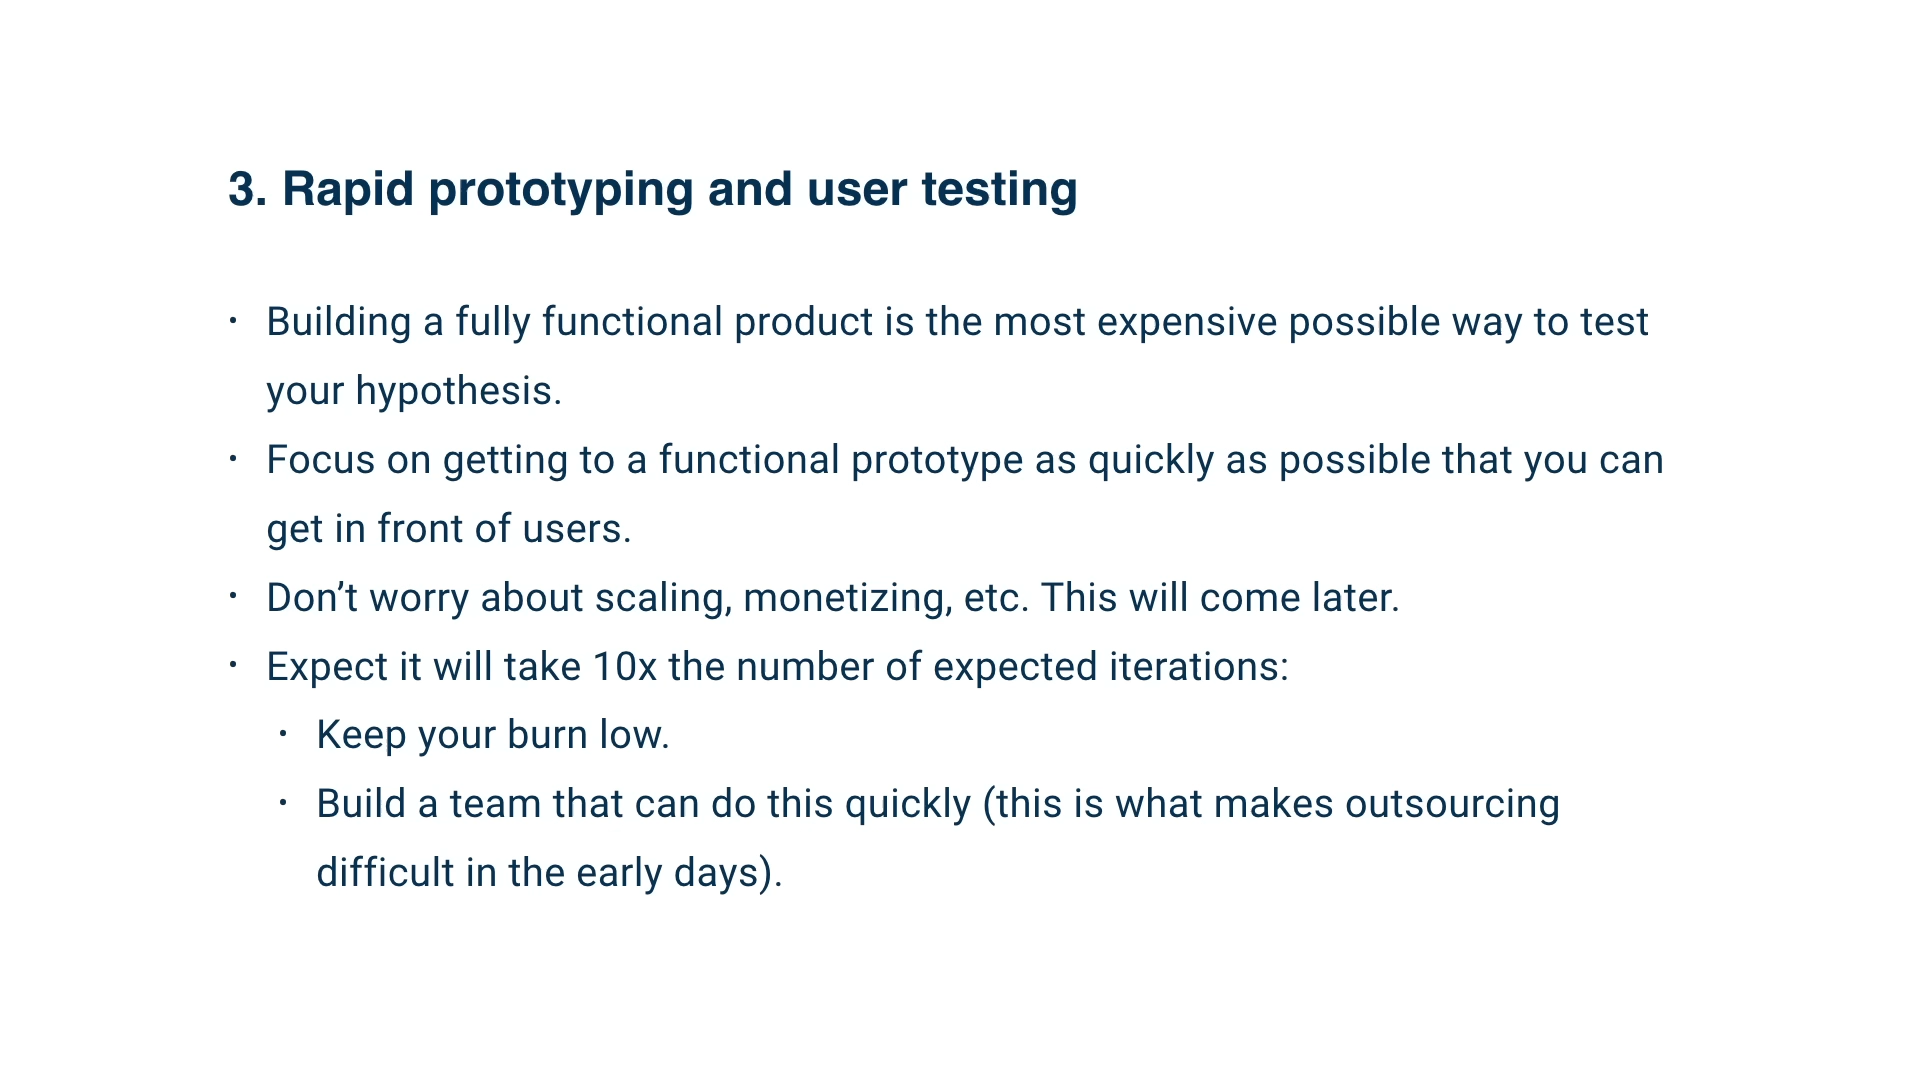 3. Rapid prototyping and user testing
· Building a fully functional product is the most expensive possible way to test
your hypothesis.
· Focus on getting to a functional prototype as quickly as possible that you can
get in front of users.
· Don’t worry about scaling, monetizing, etc. This will come later.
· Expect it will take 10x the number of expected iterations:
· Keep your burn low.
· Build a team that can do this quickly (this is what makes outsourcing
difficult in the early days).